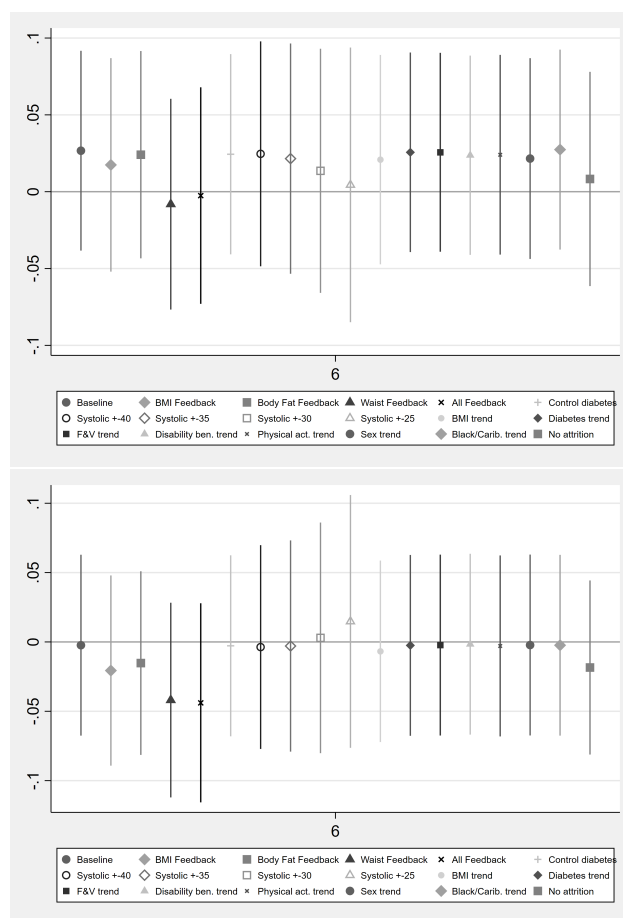 .1
.05
0
-.05
-.1
6
Baseline BMI Feedback Body Fat Feedback Waist Feedback All Feedback Control diabetes
Systolic +-40 Systolic +-35 Systolic +-30 Systolic +-25 BMI trend Diabetes trend
F&V trend Disability ben. trend Physical act. trend Sex trend Black/Carib. trend No attrition
.1
.05
0
-.05
-.1
6
Baseline BMI Feedback Body Fat Feedback Waist Feedback All Feedback Control diabetes
Systolic +-40 Systolic +-35 Systolic +-30 Systolic +-25 BMI trend Diabetes trend
F&V trend Disability ben. trend Physical act. trend Sex trend Black/Carib. trend No attrition